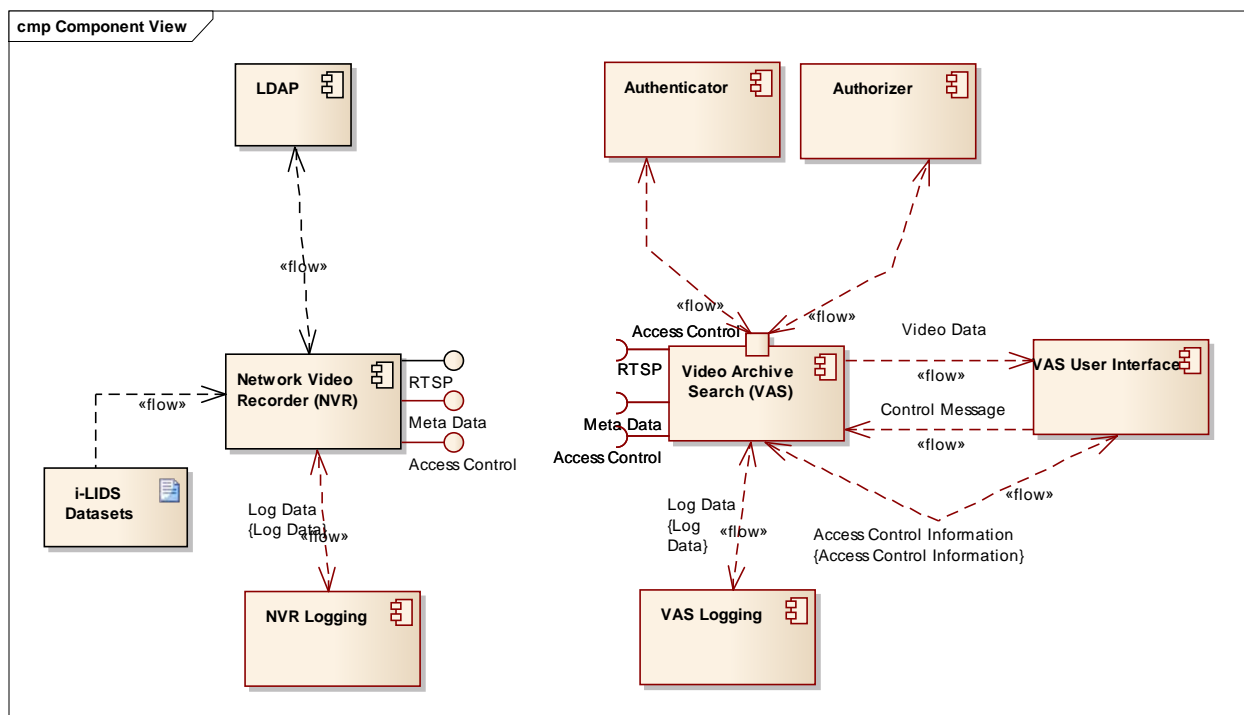 cmp Component View
LDAP
Authenticator
Authorizer
«flow»
«flow»
«flow»
Access Control
Video Data
RTSP
Network Video
Recorder (NVR)
RTSP
Meta Data
Access Control
«flow»
Video Archive
Search (VAS)
Meta Data
Access Control
«flow»
VAS User Interface
Control Message
«flow»
i-LIDS
Datasets
Log Data
{Log Data}
«flow»
Log Data
{Log
Data}
«flow»
«flow»
Access Control Information
{Access Control Information}
NVR Logging
VAS Logging